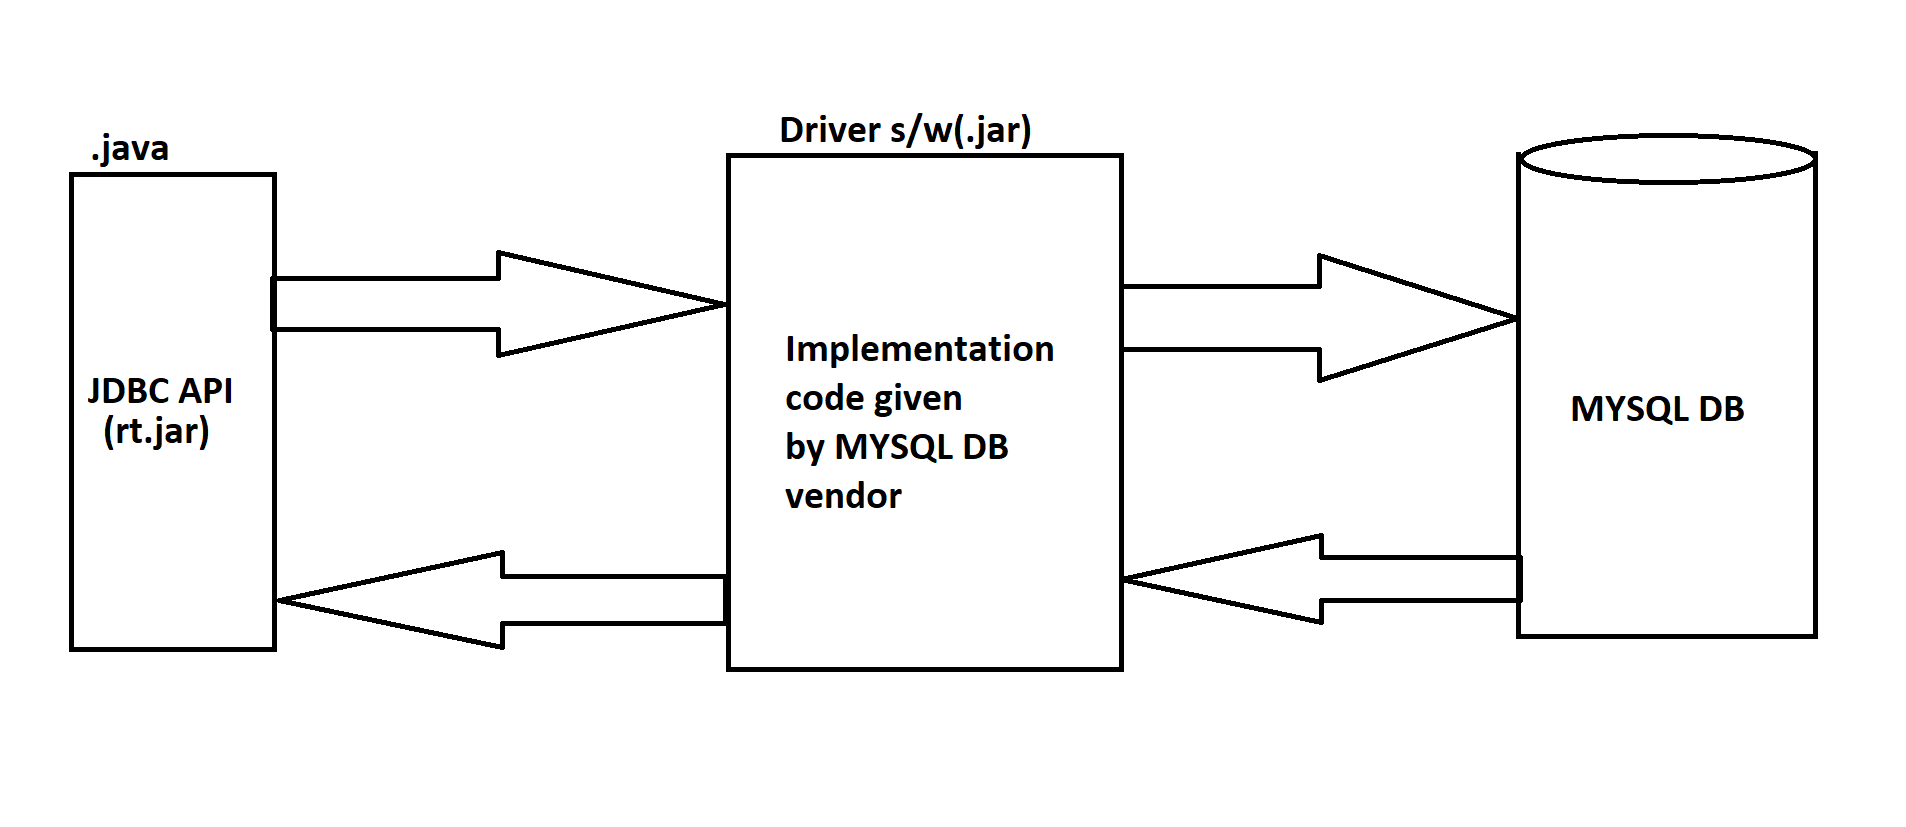 .java
JDBC API
(rt.jar)
Driver s/w(.jar)
Implementation
code given
by MYSQL DB
vendor
MYSQL DB